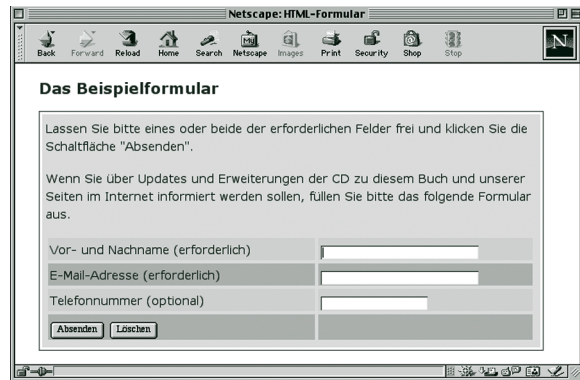 Netscape: HTML-Formular
Back Forward Reload Home Search Netscape Images Print Security Shop Stop
N
Das Beispielformular
Lassen Sie bitte eines oder beide der erforderlichen Felder frei und klicken Sie die
Schaltfläche "Absenden".
Wenn Sie über Updates und Erweiterungen der CD zu diesem Buch und unserer
Seiten im Internet informiert werden sollen, füllen Sie bitte das folgende Formular
aus.
Vor- und Nachname (erforderlich)
E-Mail-Adresse (erforderlich)
Telefonnummer (optional)
Absenden Löschen